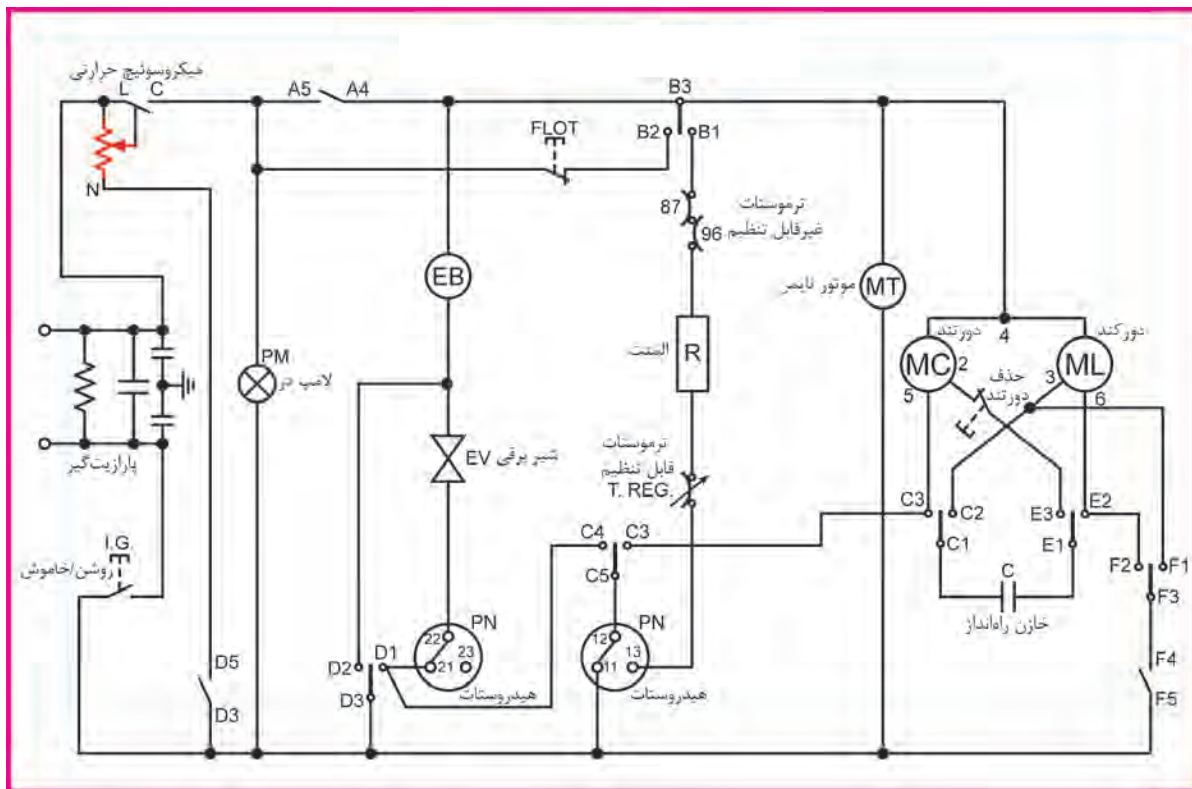 میکروسوئیچ حرارتی
L C
A5 A4
B3
FLOT
B2 B1
N
87
ترموستات
96
غیرقابل تنظیم
EB
MT
موتور تایمر
4
دورتند
دورکند
R
المنت
MC
2
3
ML
حذف
دورتند
5
6
PM
لامپ در
پارازیت‌گیر
شیر برقی EV
ترموستات
قابل تنظیم
T. REG.
C3 C2 E3 E2
C1 E1
C4 C3
C5
C
خازن راه‌انداز
F2 F1
F3
I.G.
روشن/خاموش
PN
22
21
23
PN
12
11
13
D2 D1
D3
هیدروستات
هیدروستات
D5
D3
F4
F5